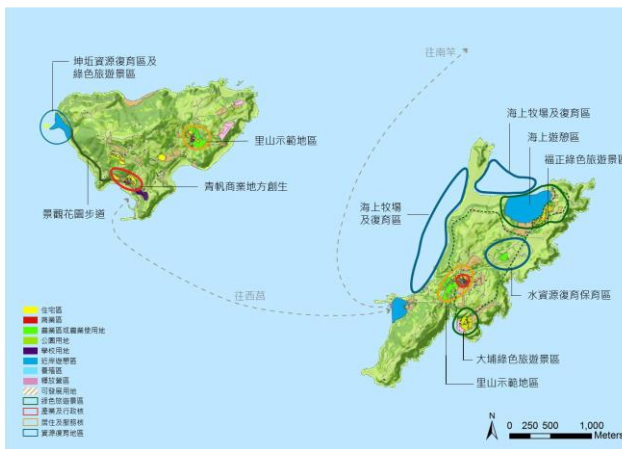 坤坵資源復育區及
綠色旅遊景區
里山示範地區
青帆商業地方創生
景觀花園步道
往西莒
往南竿
海上牧場及復育區
海上遊憩區
福正綠色旅遊景區
海上牧場
及復育區
水資源復育保育區
大埔綠色旅遊景區
里山示範地區
住宅區
商業區
農業區或農業使用地
公園用地
學校用地
近岸遊憩區
養殖區
釋放營區
可發展用地
綠色旅遊景區
產業及行政核
居住及服務核
資源復育地區
N
0 250 500 1,000
Meters